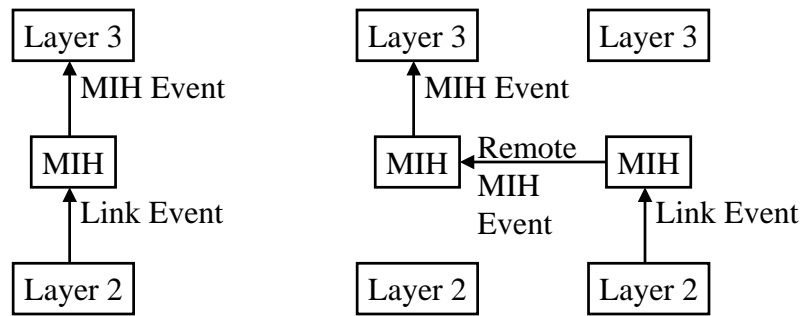 Layer 3
MIH Event
MIH
Link Event
Layer 2
Layer 3
Layer 3
MIH Event
MIH
Remote
MIH
Event
MIH
Link Event
Layer 2
Layer 2